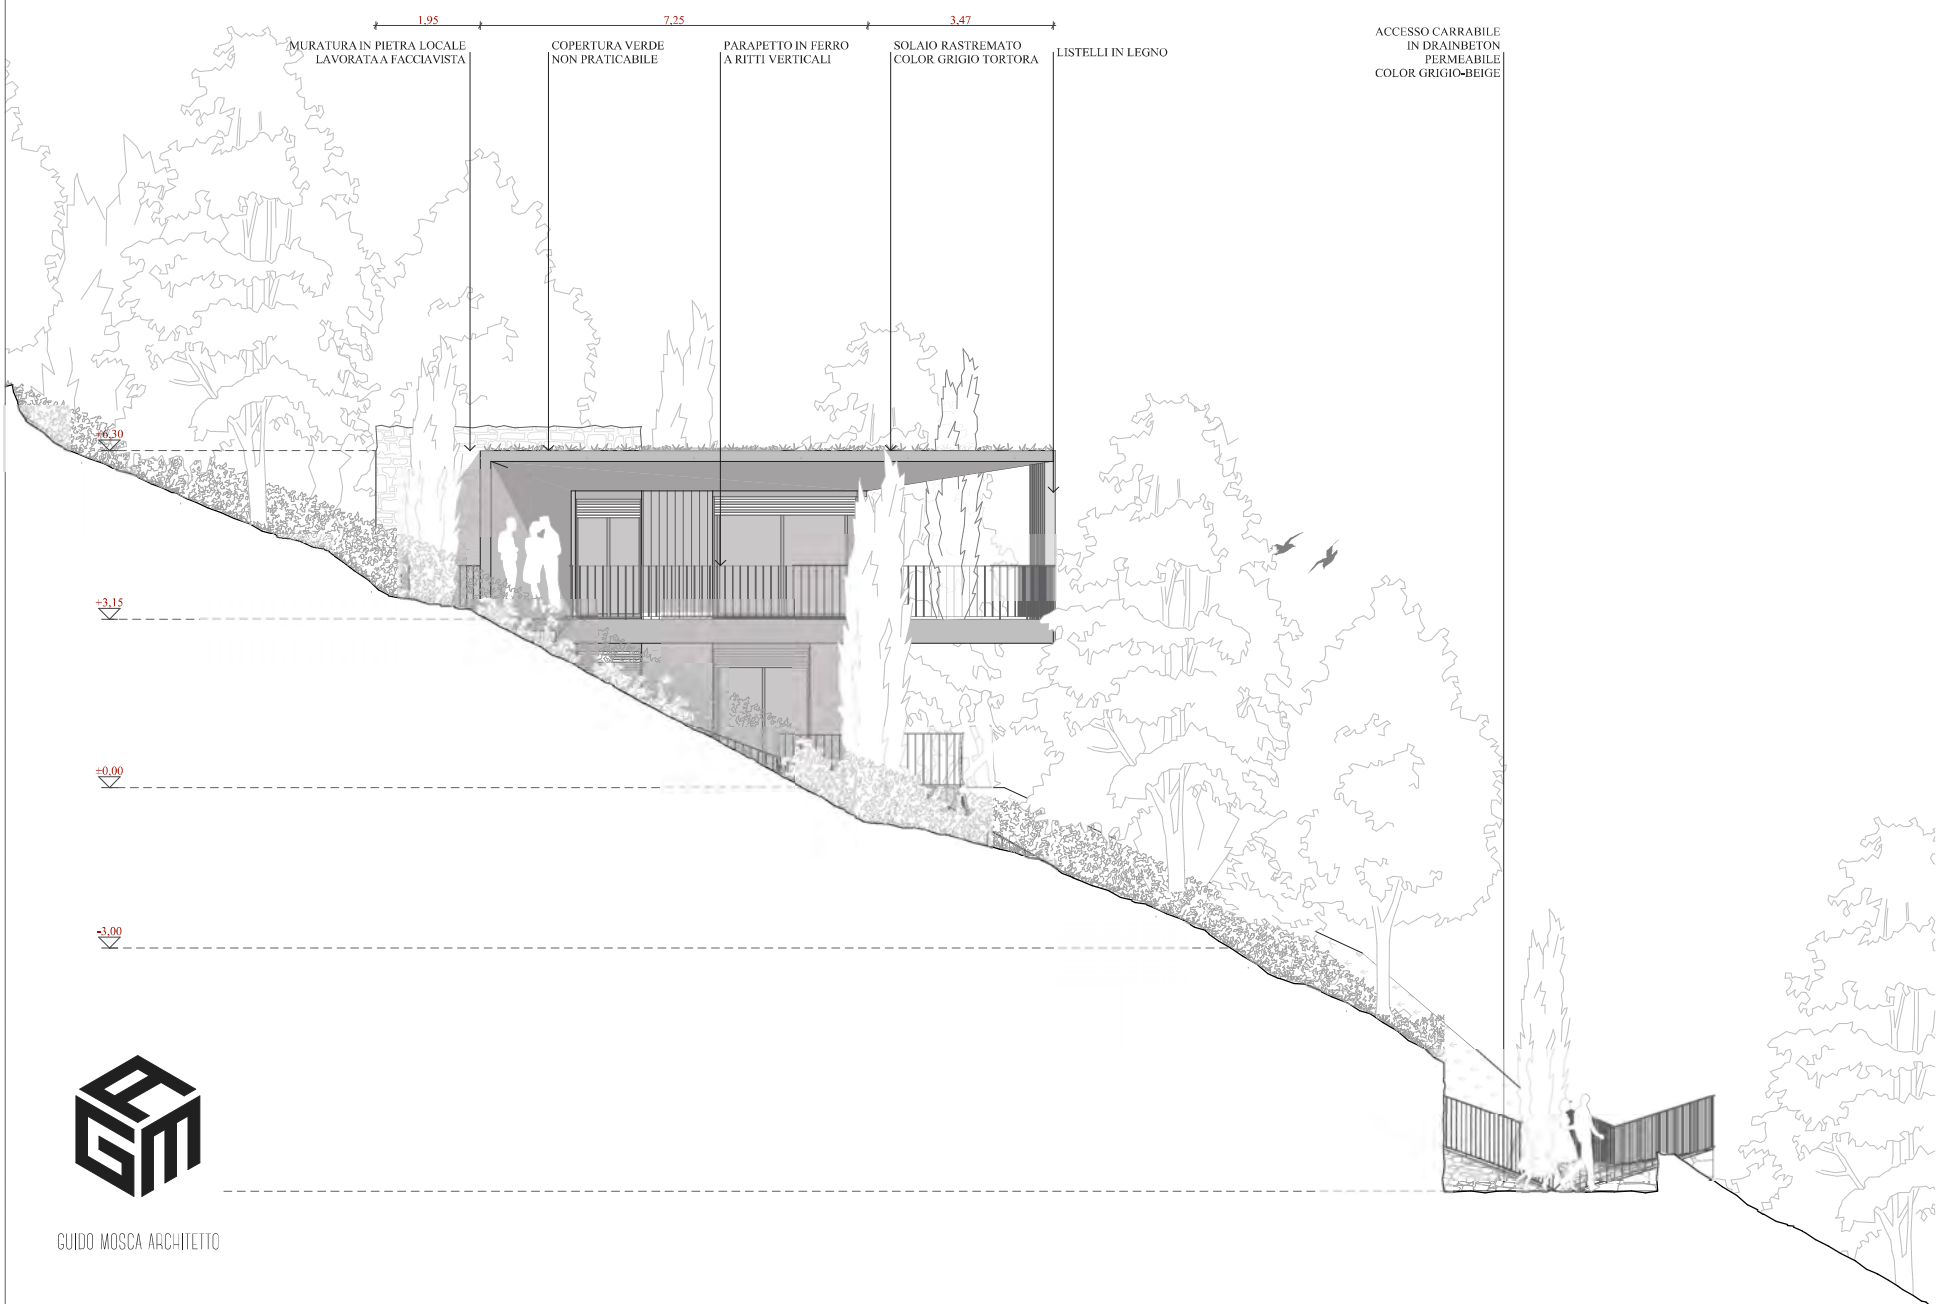 1,95
7,25
3,47
MURATURA IN PIETRA LOCALE
LAVORATA A FACCIAVISTA
COPERTURA VERDE
NON PRATICABILE
PARAPETTO IN FERRO
A RITTI VERTICALI
SOLAIO RASTREMATO
COLOR GRIGIO TORTORA
LISTELLI IN LEGNO
ACCESSO CARRABILE
IN DRAINBETON
PERMEABILE
COLOR GRIGIO-BEIGE
+6,30
+3,15
±0,00
-3,00
AGM
GUIDO MOSCA ARCHITETTO